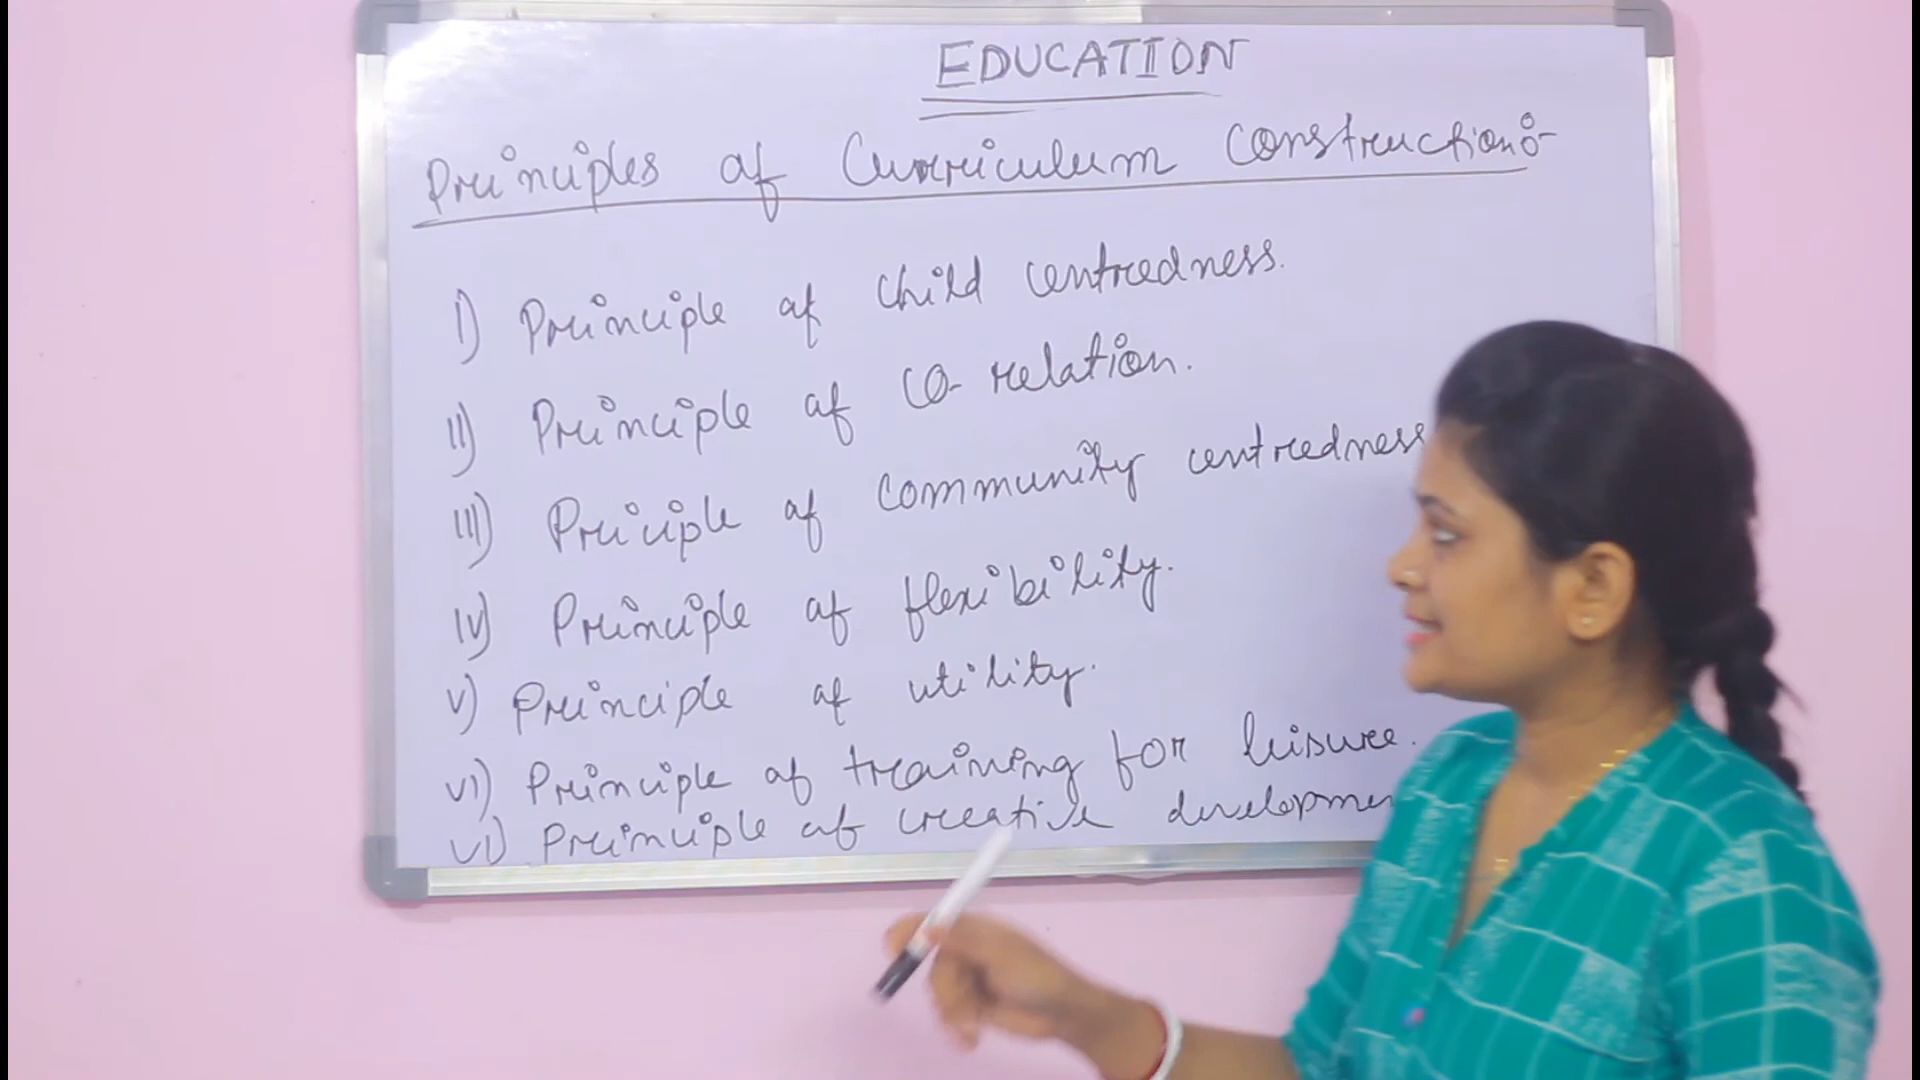 EDUCATION
Principles of Curriculum Construction:-
I) Principle of child centredness.
II) Principle of co-relation.
III) Priciple of community centredness
IV) Principle of flexibility.
V) Principle of utility.
VI) Principle of training for leisure.
VI) Principle of creative developmen